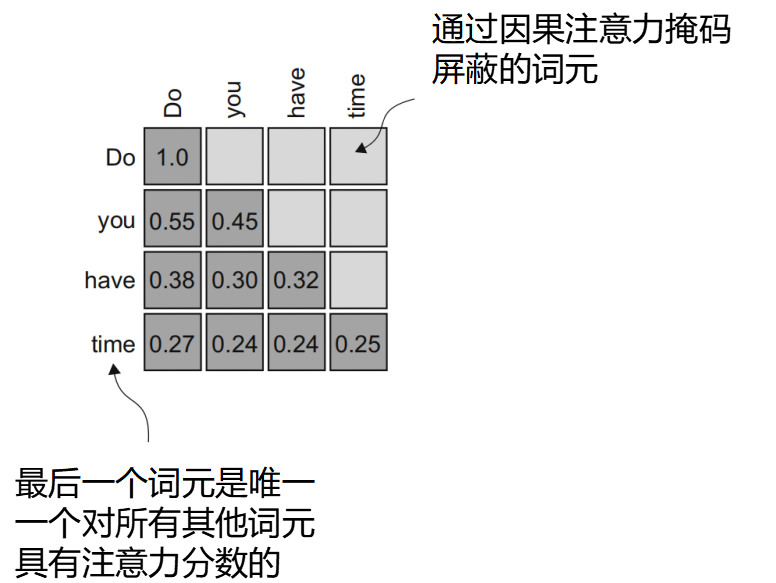 通过因果注意力掩码
屏蔽的词元
Do you have time
Do 1.0
you 0.55 0.45
have 0.38 0.30 0.32
time 0.27 0.24 0.24 0.25
最后一个词元是唯一
一个对所有其他词元
具有注意力分数的